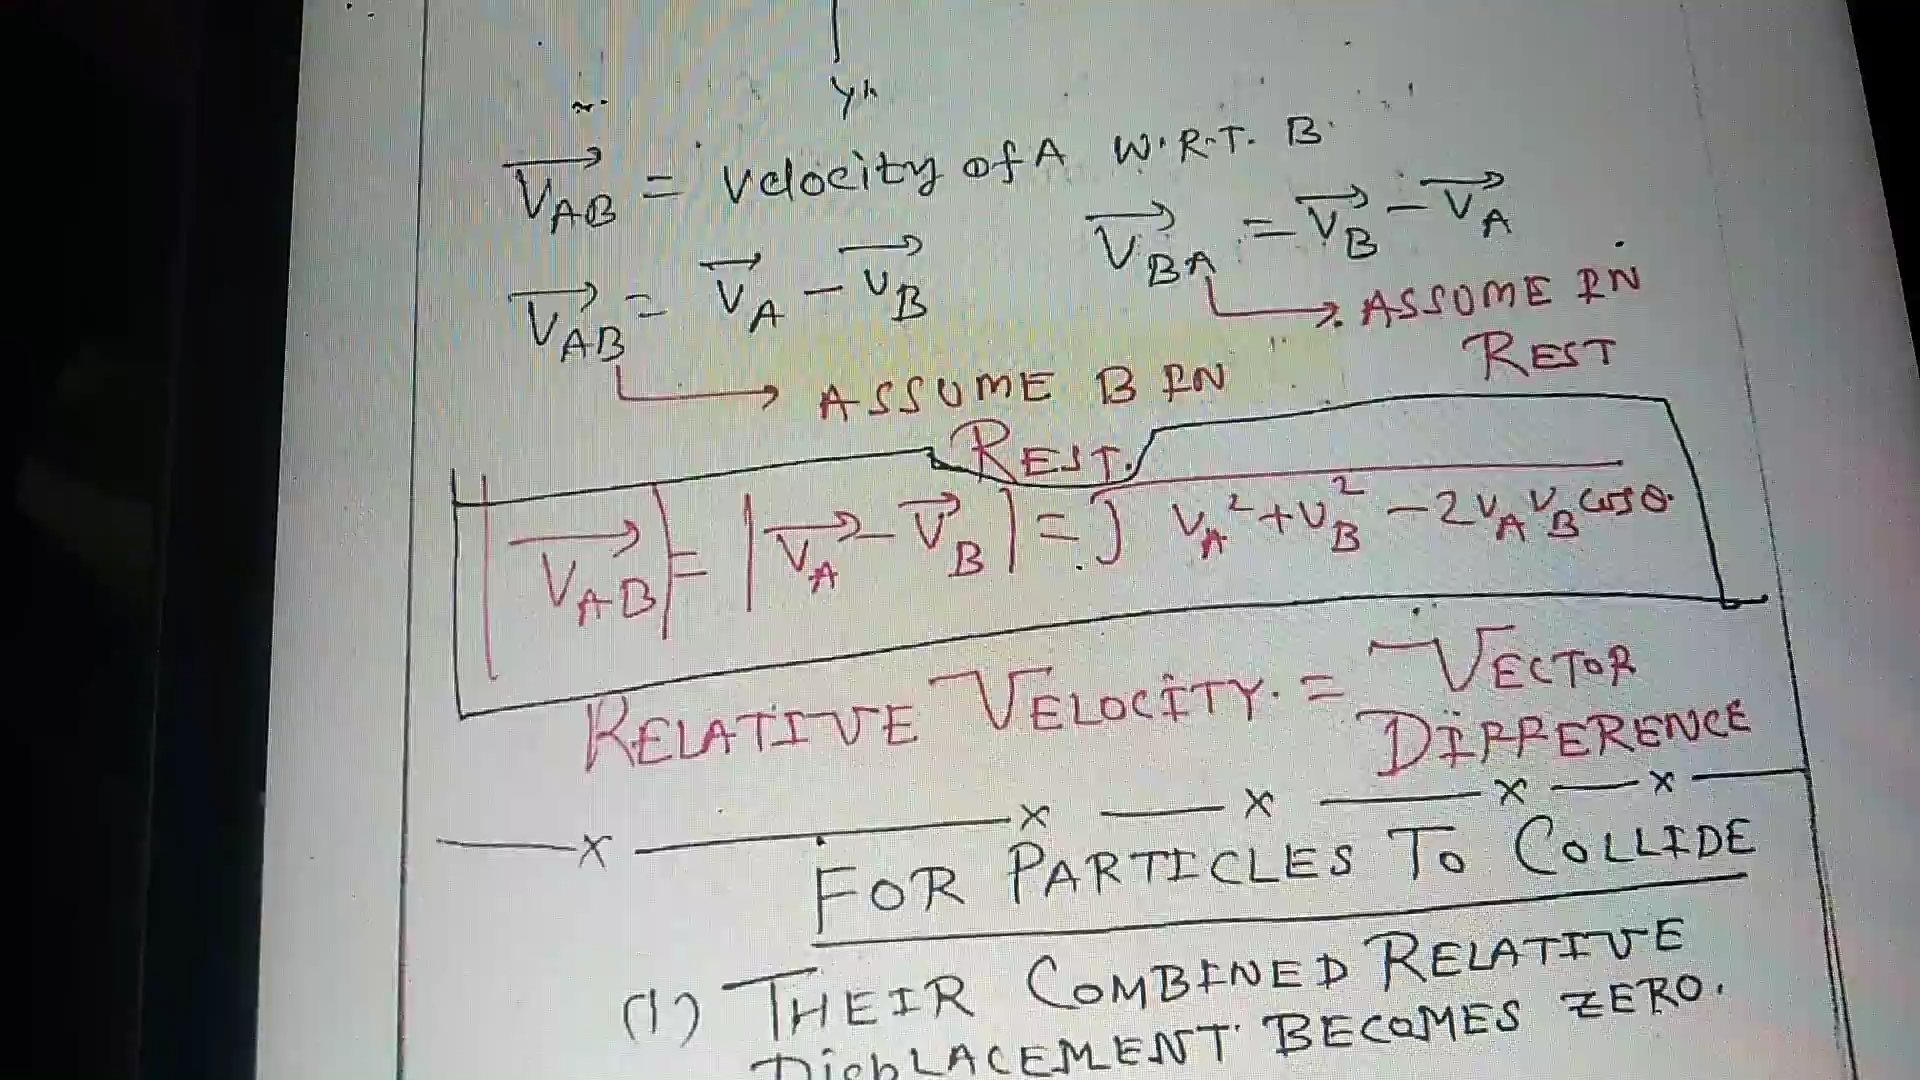 yh
V⃗AB = Velocity of A W.R.T. B
V⃗AB = V⃗A − V⃗B
V⃗BA = V⃗B − V⃗A
ASSUME IN
REST
ASSUME B IN
REST.
|V⃗AB| = |V⃗A − V⃗B| = √VA² + VB² − 2VAVB cosθ
RELATIVE VELOCITY. = VECTOR
DIFFERENCE
FOR PARTICLES TO COLLIDE
(1) THEIR COMBINED RELATIVE
DISPLACEMENT BECOMES ZERO.